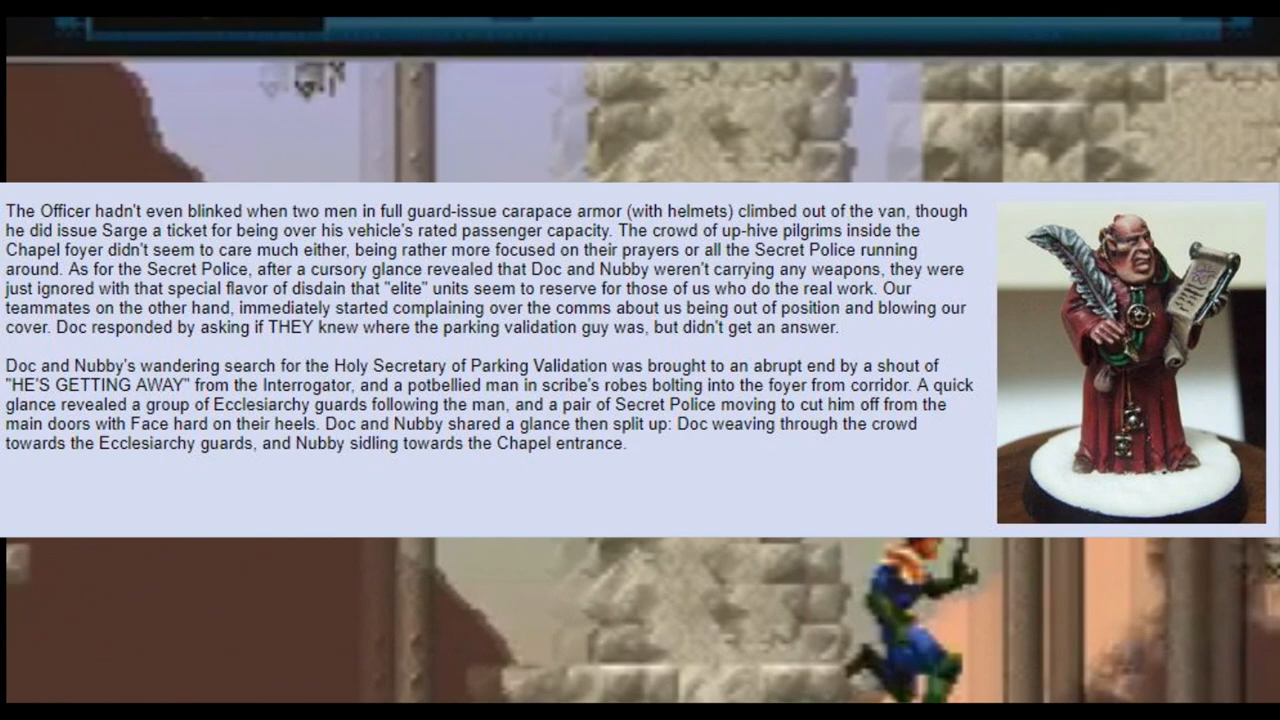 The Officer hadn't even blinked when two men in full guard-issue carapace armor (with helmets) climbed out of the van, though
he did issue Sarge a ticket for being over his vehicle's rated passenger capacity. The crowd of up-hive pilgrims inside the
Chapel foyer didn't seem to care much either, being rather more focused on their prayers or all the Secret Police running
around. As for the Secret Police, after a cursory glance revealed that Doc and Nubby weren't carrying any weapons, they were
just ignored with that special flavor of disdain that "elite" units seem to reserve for those of us who do the real work. Our
teammates on the other hand, immediately started complaining over the comms about us being out of position and blowing our
cover. Doc responded by asking if THEY knew where the parking validation guy was, but didn't get an answer.
Doc and Nubby's wandering search for the Holy Secretary of Parking Validation was brought to an abrupt end by a shout of
"HE'S GETTING AWAY" from the Interrogator, and a potbellied man in scribe's robes bolting into the foyer from corridor. A quick
glance revealed a group of Ecclesiarchy guards following the man, and a pair of Secret Police moving to cut him off from the
main doors with Face hard on their heels. Doc and Nubby shared a glance then split up: Doc weaving through the crowd
towards the Ecclesiarchy guards, and Nubby sidling towards the Chapel entrance.